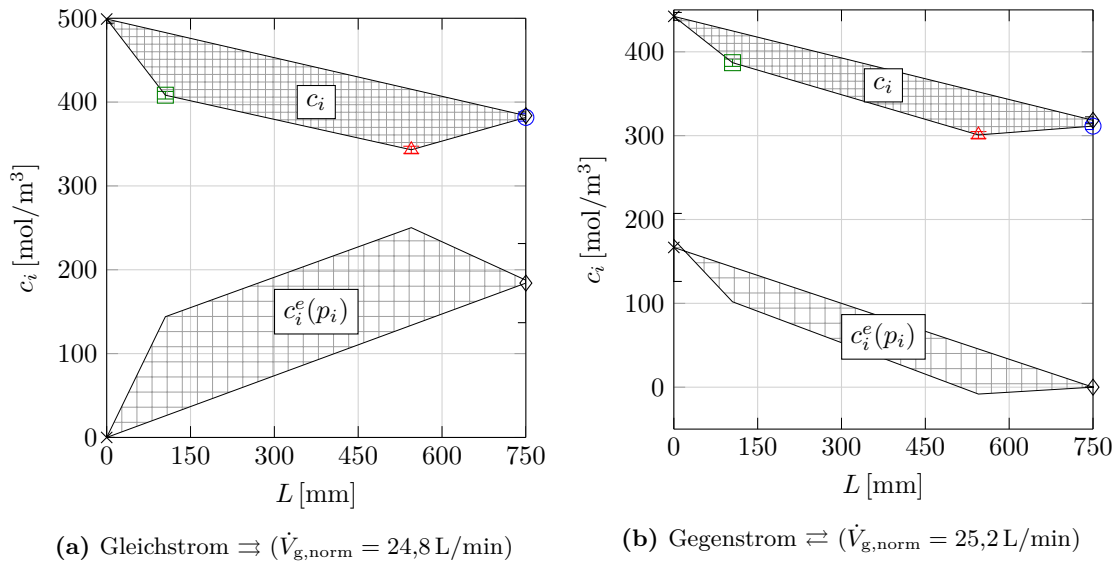 500
400
300
200
100
0
0 150 300 450 600 750
c_i [mol/m³]
L [mm]
c_i
c_i^e(p_i)
(a) Gleichstrom ⇉ (V̇_g,norm = 24,8 L/min)
400
300
200
100
0
0 150 300 450 600 750
c_i [mol/m³]
L [mm]
c_i
c_i^e(p_i)
(b) Gegenstrom ⇄ (V̇_g,norm = 25,2 L/min)